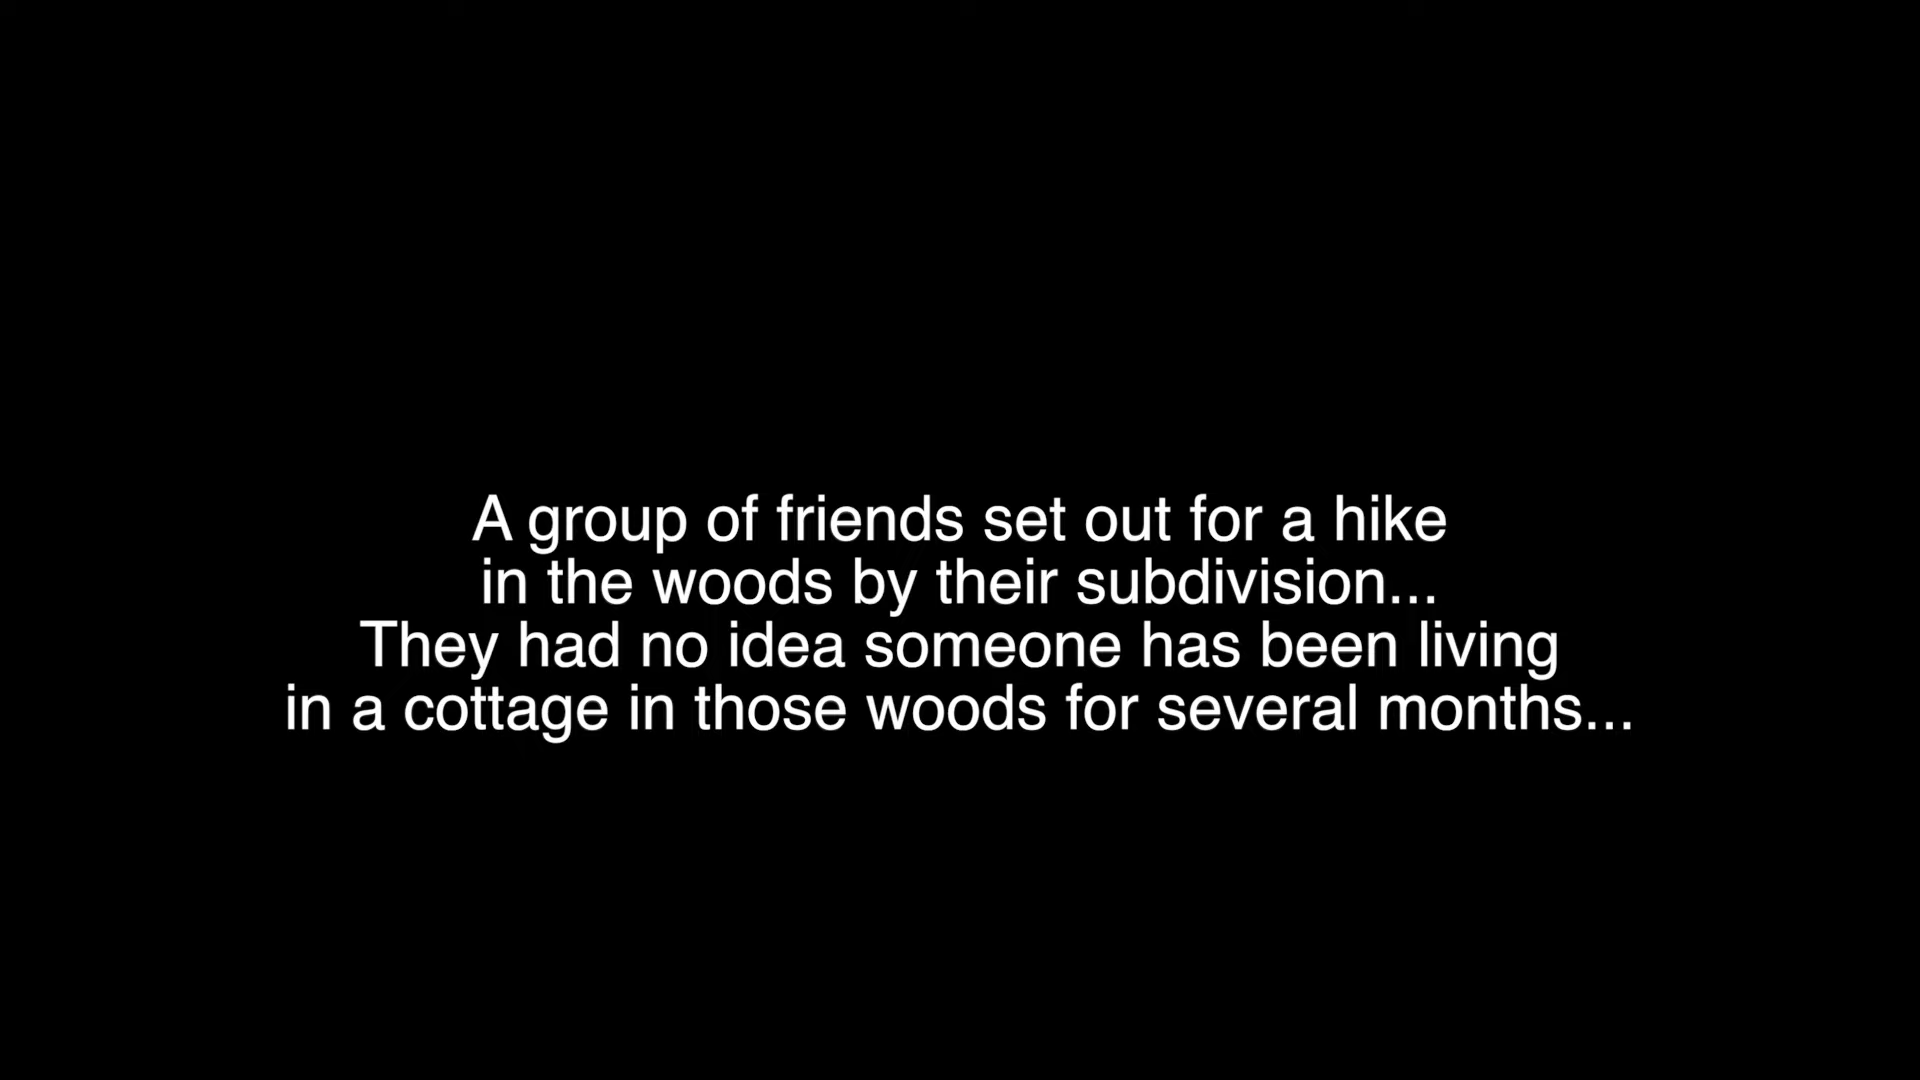 A group of friends set out for a hike
in the woods by their subdivision...
They had no idea someone has been living
in a cottage in those woods for several months...